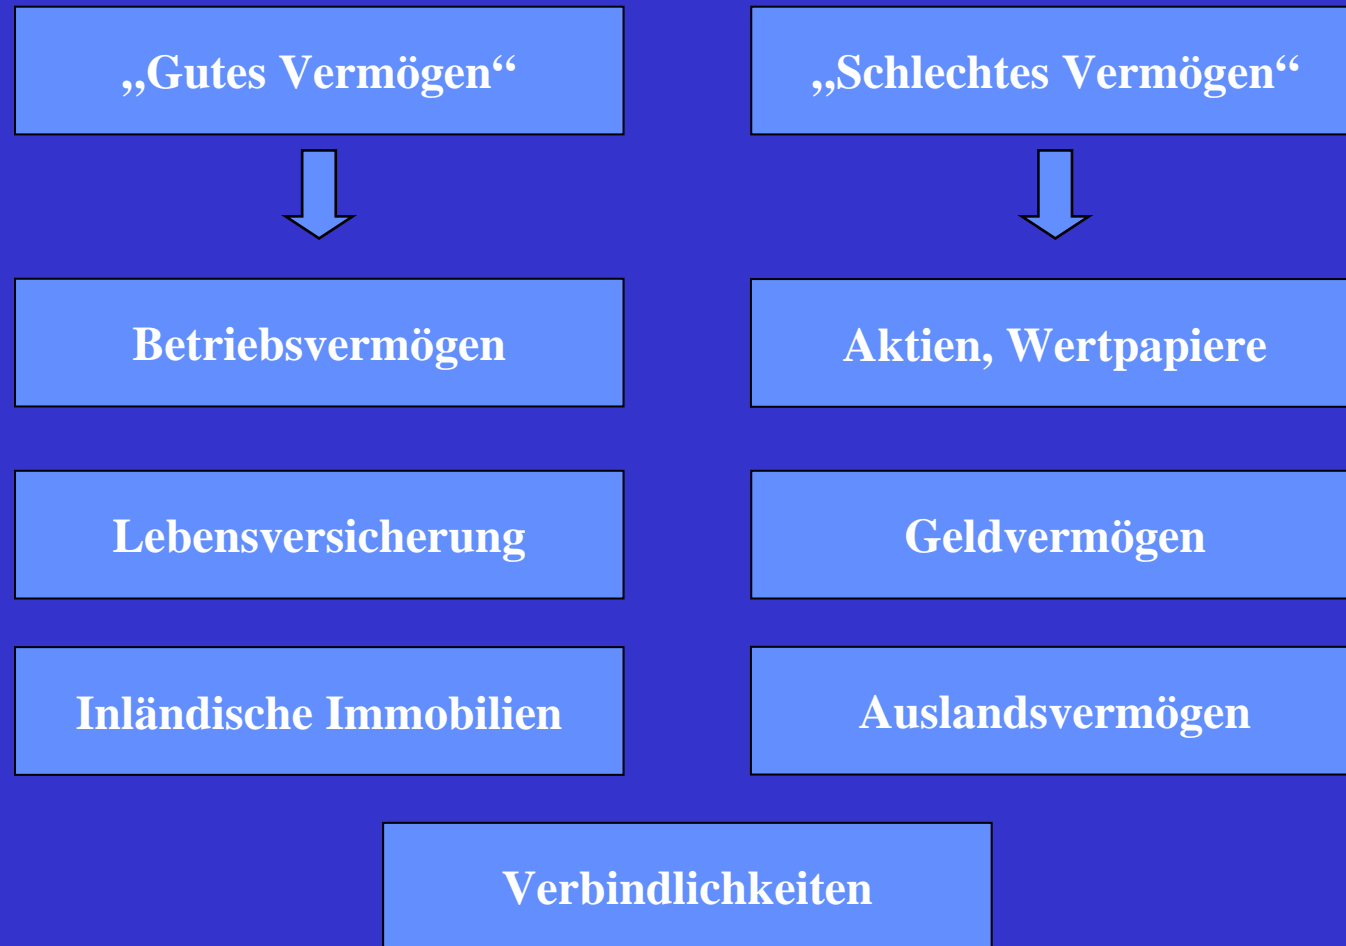 „Gutes Vermögen“
„Schlechtes Vermögen“
Betriebsvermögen
Aktien, Wertpapiere
Lebensversicherung
Geldvermögen
Inländische Immobilien
Auslandsvermögen
Verbindlichkeiten